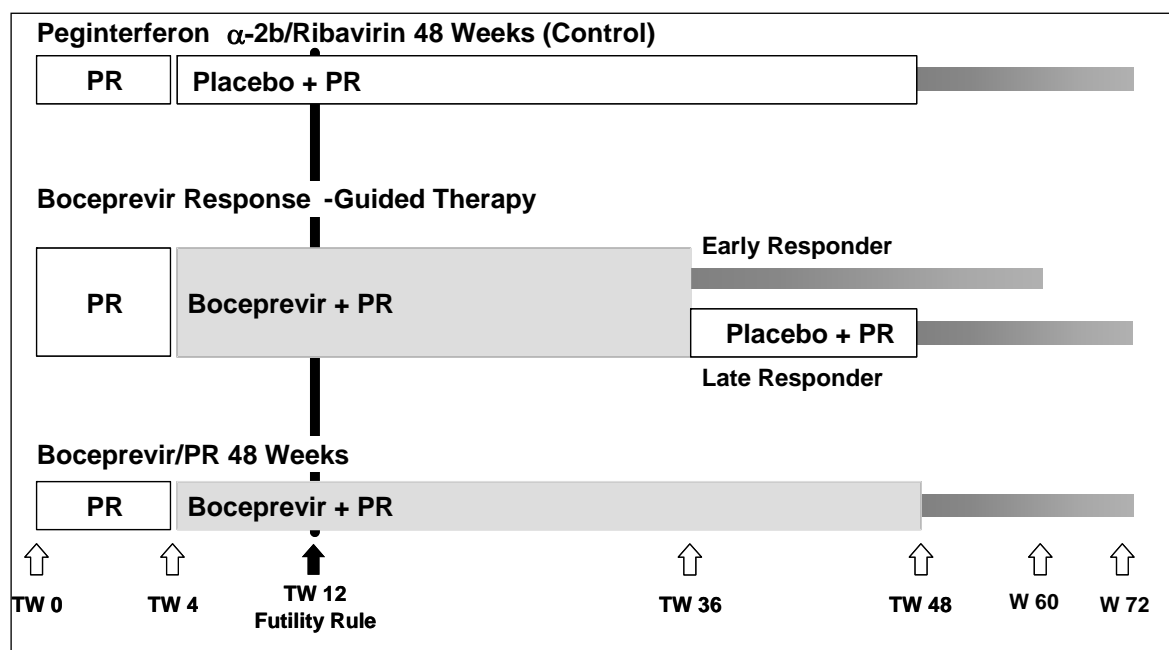 Peginterferon α-2b/Ribavirin 48 Weeks (Control)
PR
Placebo + PR
Boceprevir Response -Guided Therapy
Early Responder
PR
Boceprevir + PR
Placebo + PR
Late Responder
Boceprevir/PR 48 Weeks
PR
Boceprevir + PR
TW 0
TW 4
TW 12
Futility Rule
TW 36
TW 48
W 60
W 72